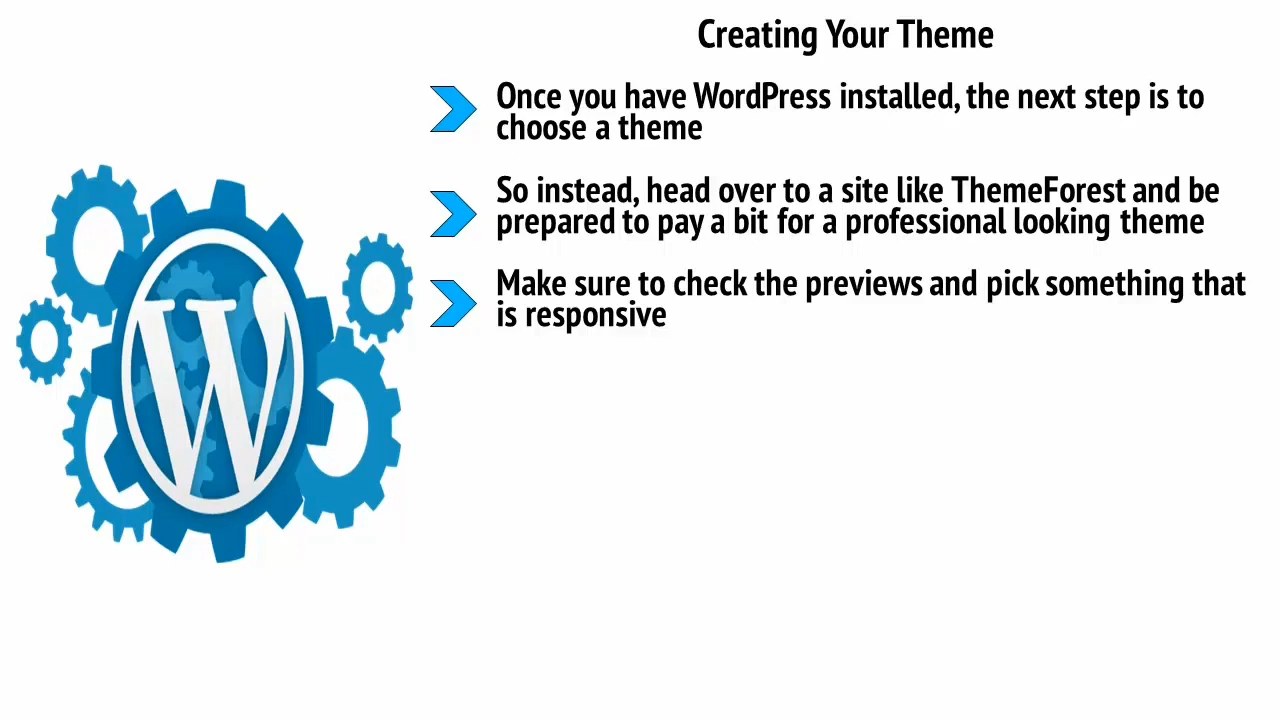 Creating Your Theme
Once you have WordPress installed, the next step is to
choose a theme
So instead, head over to a site like ThemeForest and be
prepared to pay a bit for a professional looking theme
Make sure to check the previews and pick something that
is responsive
W